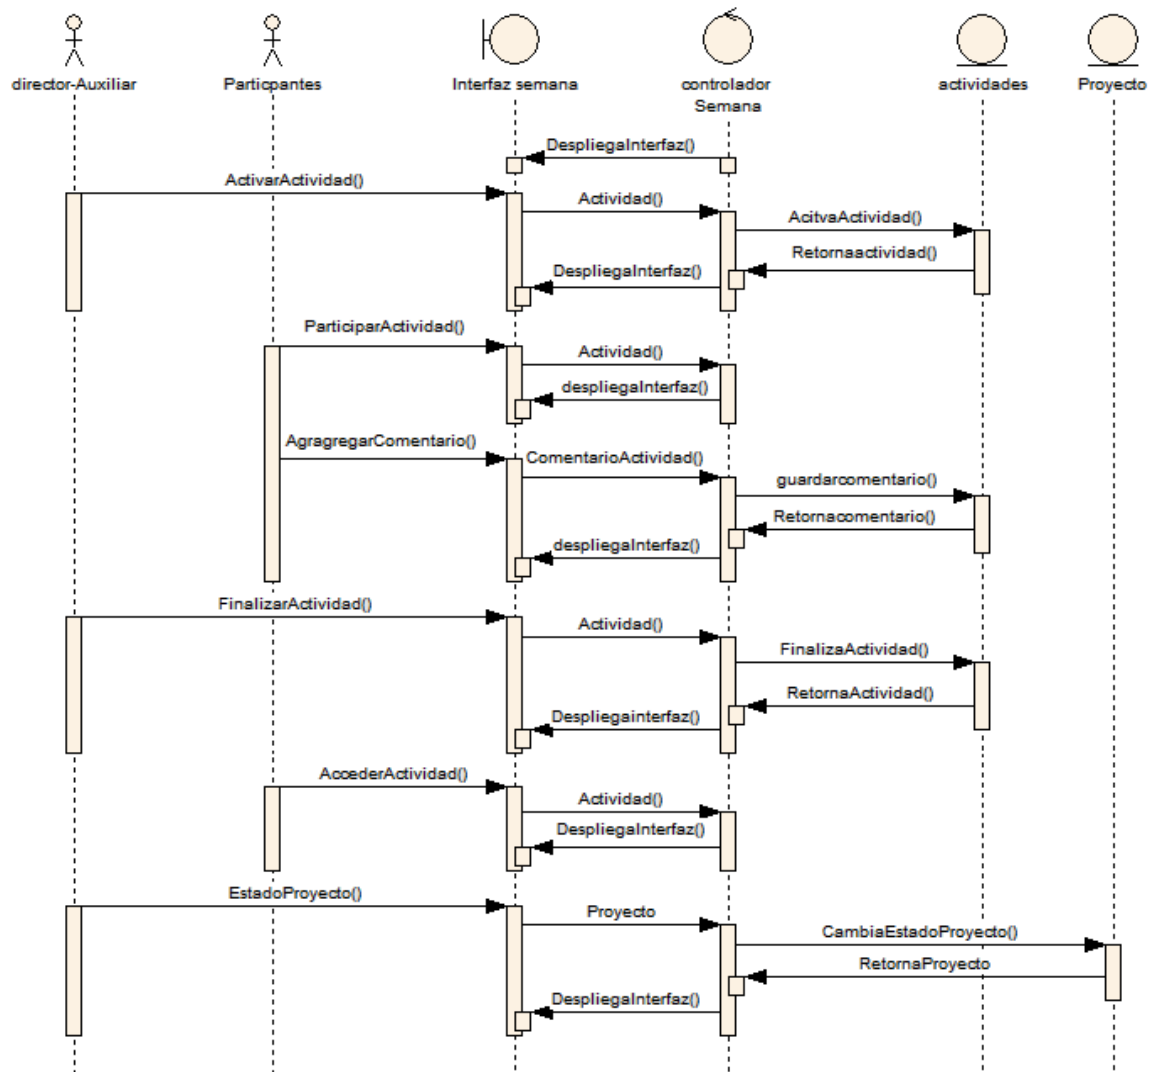 director-Auxiliar
Particpantes
Interfaz semana
controlador
Semana
actividades
Proyecto
DespliegaInterfaz()
ActivarActividad()
Actividad()
AcitvaActividad()
Retornaactividad()
DespliegaInterfaz()
ParticiparActividad()
Actividad()
despliegaInterfaz()
AgragregarComentario()
ComentarioActividad()
guardarcomentario()
Retornacomentario()
despliegaInterfaz()
FinalizarActividad()
Actividad()
FinalizaActividad()
RetornaActividad()
Despliegainterfaz()
AccederActividad()
Actividad()
DespliegaInterfaz()
EstadoProyecto()
Proyecto
CambiaEstadoProyecto()
RetornaProyecto
DespliegaInterfaz()